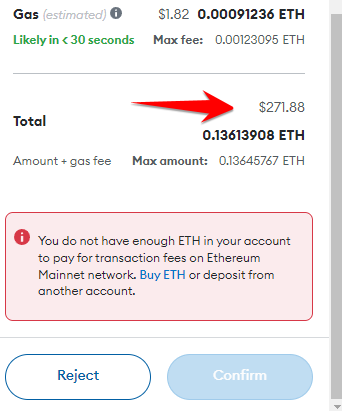 Gas (estimated) $1.82 0.00091236 ETH
Likely in < 30 seconds Max fee: 0.00123095 ETH
$271.88
Total
0.13613908 ETH
Amount + gas fee Max amount: 0.13645767 ETH
You do not have enough ETH in your account
to pay for transaction fees on Ethereum
Mainnet network. Buy ETH or deposit from
another account.
Reject Confirm